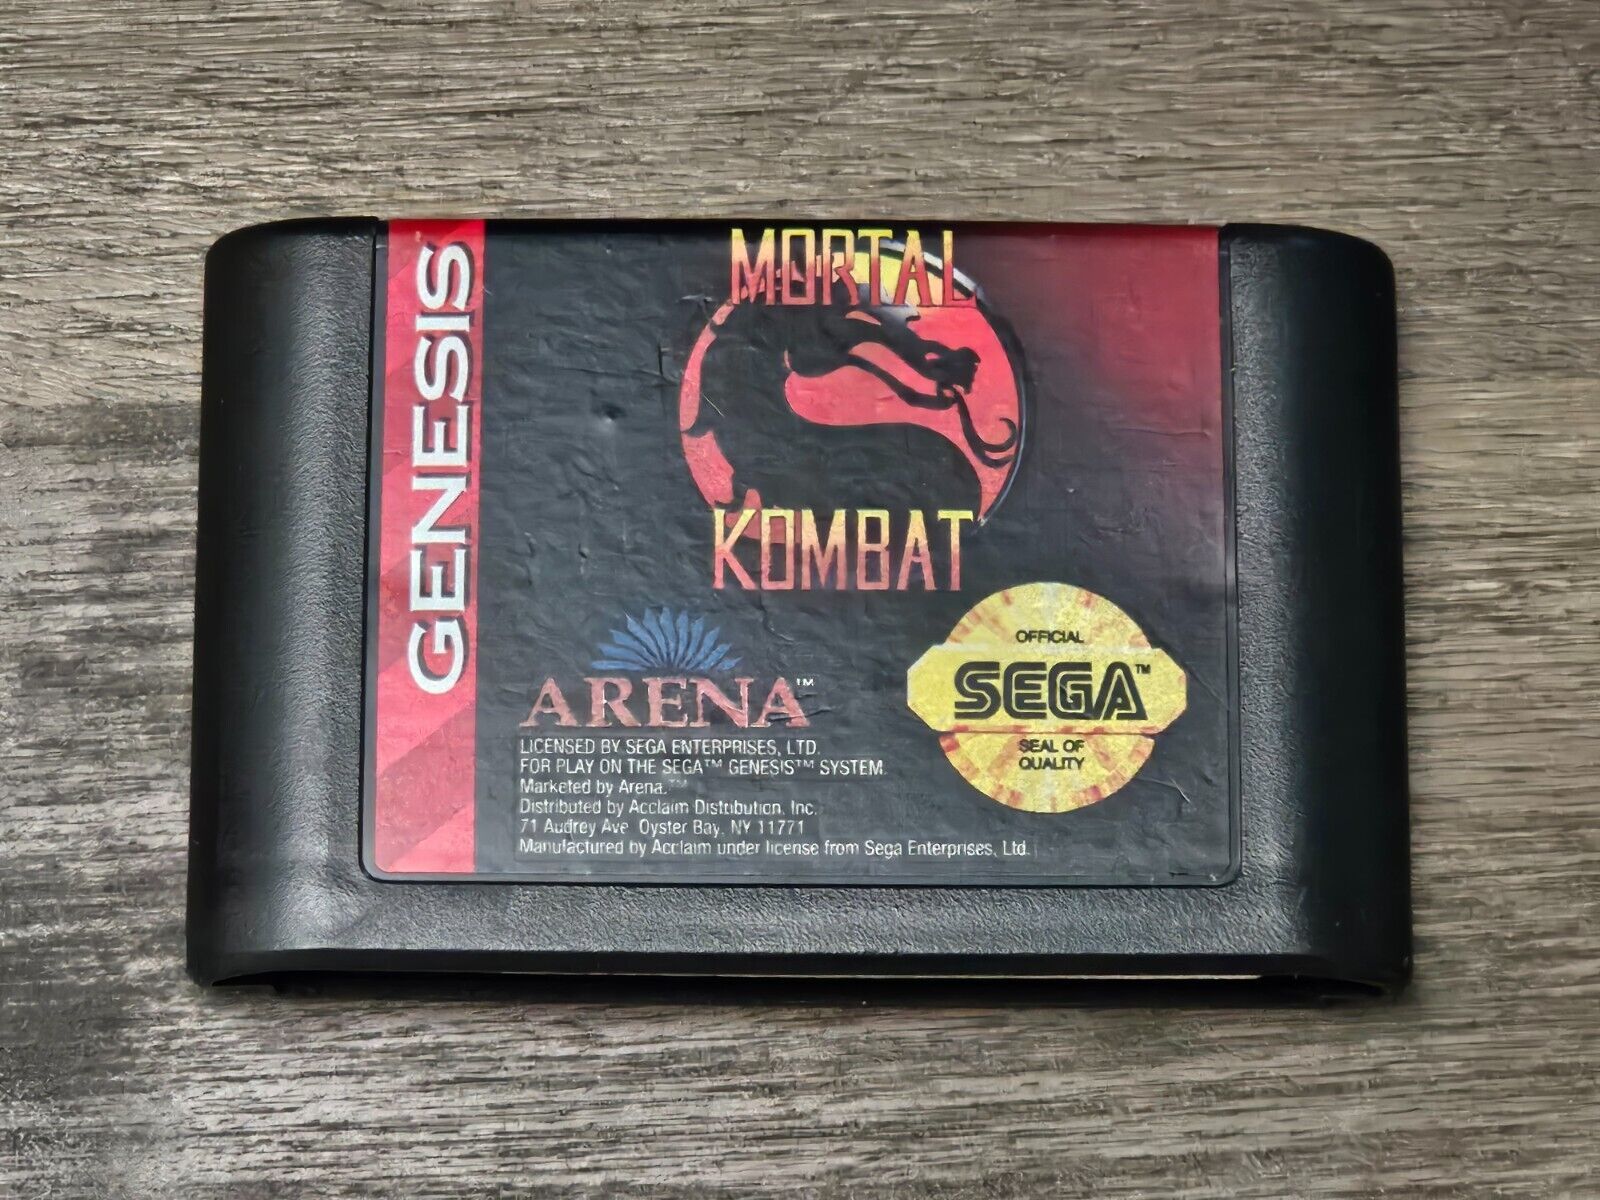 GENESIS
MORTAL
KOMBAT
ARENA™
LICENSED BY SEGA ENTERPRISES, LTD.
FOR PLAY ON THE SEGA™ GENESIS™ SYSTEM.
Marketed by Arena.™
Distributed by Acclaim Distribution, Inc.
71 Audrey Ave. Oyster Bay, NY 11771
Manufactured by Acclaim under license from Sega Enterprises, Ltd.
OFFICIAL
SEGA™
SEAL OF
QUALITY